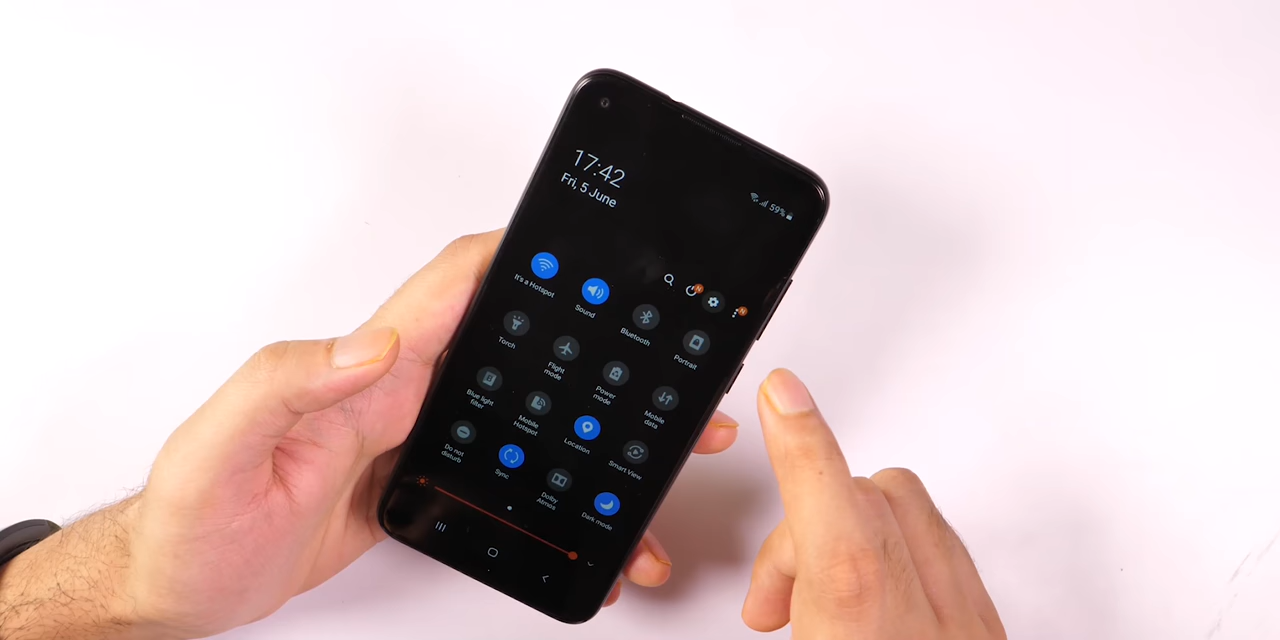 17:42
Fri, 5 June
59%
N
N
It's a Hotspot
Sound
Bluetooth
Portrait
Torch
Flight
mode
Power
mode
Mobile
data
Blue light
filter
Mobile
Hotspot
Location
Smart View
Do not
disturb
Sync
Dolby
Atmos
Dark mode